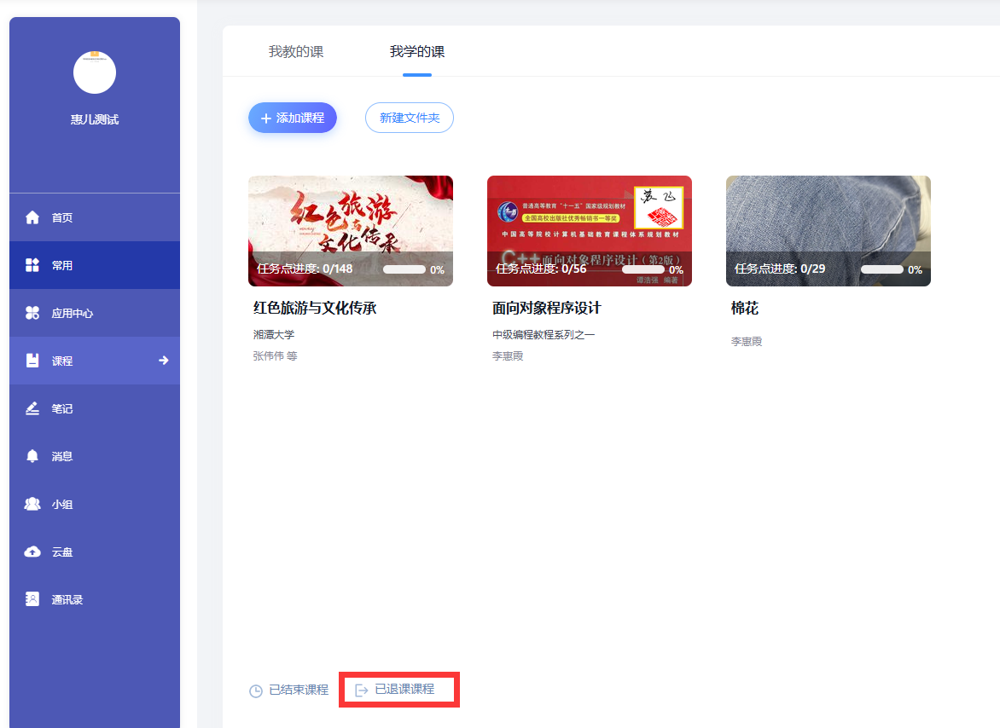 惠儿测试
首页
常用
应用中心
课程
笔记
消息
小组
云盘
通讯录
我教的课
我学的课
+ 添加课程
新建文件夹
红色旅游
与
文化传承
任务点进度: 0/148
0%
红色旅游与文化传承
湘潭大学
张伟伟 等
普通高等教育“十一五”国家级规划教材
全国高校出版社优秀畅销书一等奖
中国高等院校计算机基础教育课程体系规划教材
C++面向对象程序设计（第2版）
谭浩强 编著
任务点进度: 0/56
0%
面向对象程序设计
中级编程教程系列之一
李惠霞
任务点进度: 0/29
0%
棉花
李惠霞
已结束课程
已退课课程